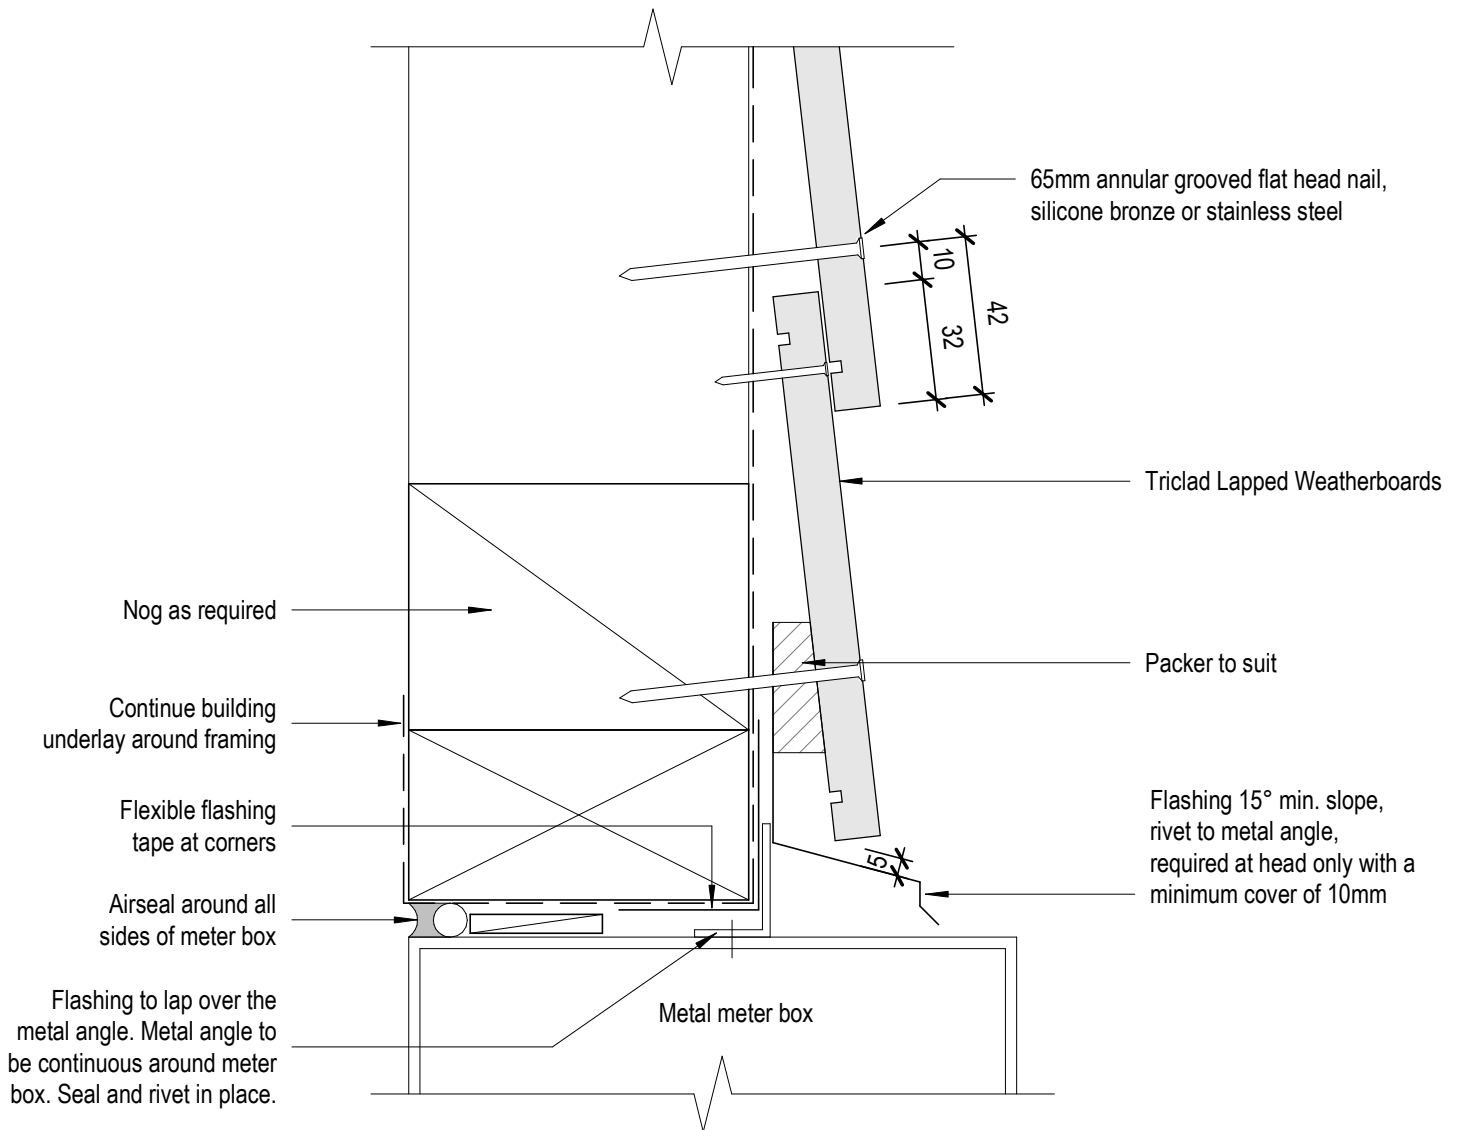 65mm annular grooved flat head nail,
silicone bronze or stainless steel
10
42
32
Triclad Lapped Weatherboards
Nog as required
Packer to suit
Continue building
underlay around framing
Flexible flashing
tape at corners
Flashing 15° min. slope,
rivet to metal angle,
required at head only with a
minimum cover of 10mm
5
Airseal around all
sides of meter box
Flashing to lap over the
metal angle. Metal angle to
be continuous around meter
box. Seal and rivet in place.
Metal meter box